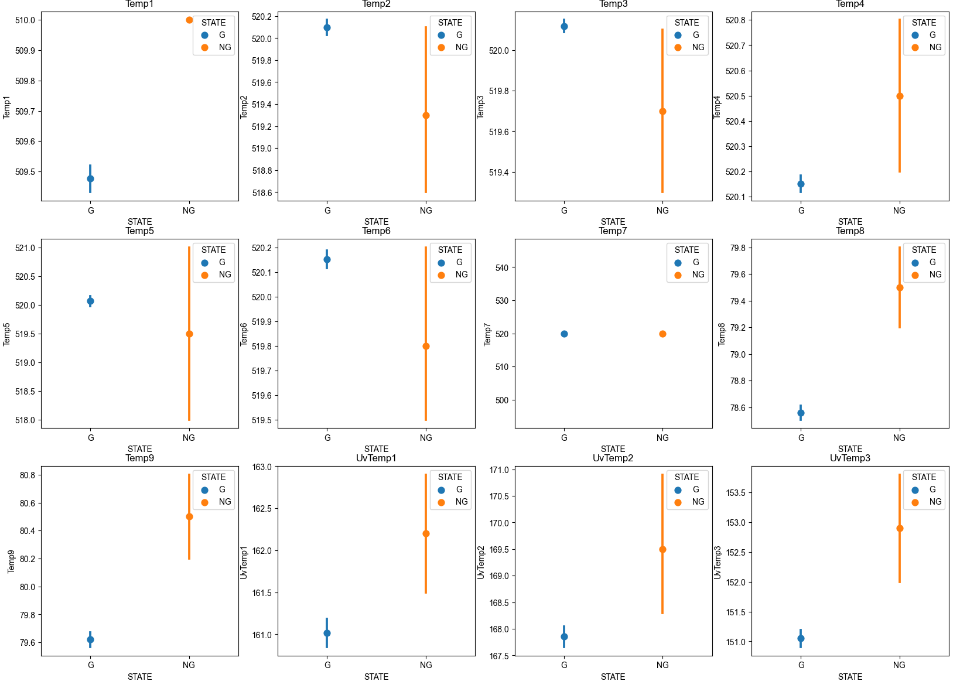 Temp1
Temp1
510.0
509.9
509.8
509.7
509.6
509.5
STATE
G
NG
G
NG
STATE
Temp2
Temp2
520.2
520.0
519.8
519.6
519.4
519.2
519.0
518.8
518.6
STATE
G
NG
G
NG
STATE
Temp3
Temp3
520.0
519.8
519.6
519.4
STATE
G
NG
G
NG
STATE
Temp4
Temp4
520.8
520.7
520.6
520.5
520.4
520.3
520.2
520.1
STATE
G
NG
G
NG
STATE
Temp5
Temp5
521.0
520.5
520.0
519.5
519.0
518.5
518.0
STATE
G
NG
G
NG
STATE
Temp6
Temp6
520.2
520.1
520.0
519.9
519.8
519.7
519.6
519.5
STATE
G
NG
G
NG
STATE
Temp7
Temp7
540
530
520
510
500
STATE
G
NG
G
NG
STATE
Temp8
Temp8
79.8
79.6
79.4
79.2
79.0
78.8
78.6
STATE
G
NG
G
NG
STATE
Temp9
Temp9
80.8
80.6
80.4
80.2
80.0
79.8
79.6
STATE
G
NG
G
NG
STATE
UvTemp1
UvTemp1
163.0
162.5
162.0
161.5
161.0
STATE
G
NG
G
NG
STATE
UvTemp2
UvTemp2
171.0
170.5
170.0
169.5
169.0
168.5
168.0
167.5
STATE
G
NG
G
NG
STATE
UvTemp3
UvTemp3
153.5
153.0
152.5
152.0
151.5
151.0
STATE
G
NG
G
NG
STATE